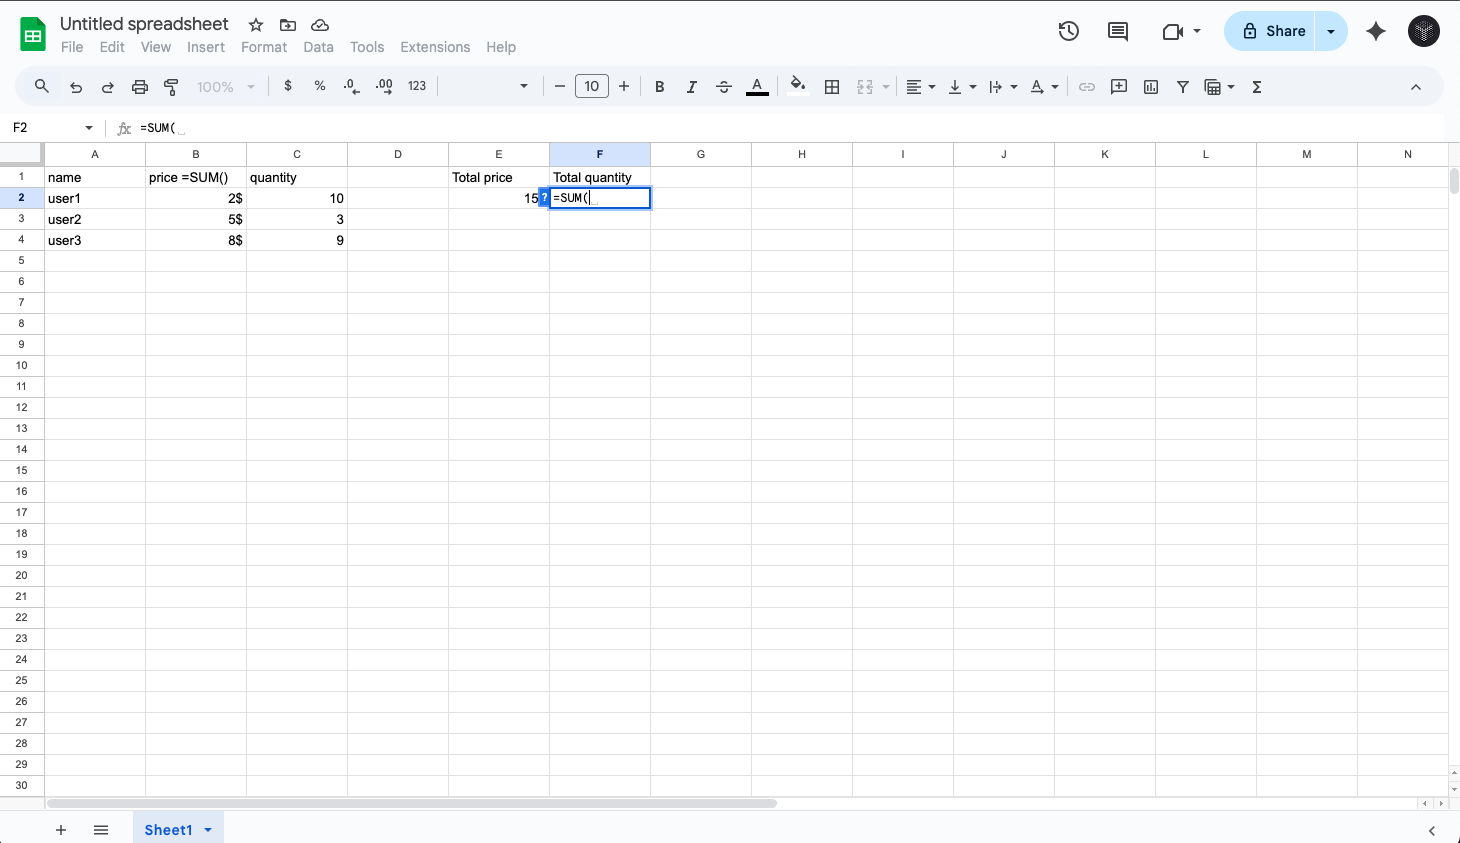 Untitled spreadsheet
File Edit View Insert Format Data Tools Extensions Help
Share
100% $ % .0 .00 123 10 B I A A Σ
F2 fx =SUM(
A B C D E F G H I J K L M N
1 name price =SUM() quantity Total price Total quantity
2 user1 2$ 10 15 ? =SUM(
3 user2 5$ 3
4 user3 8$ 9
5
6
7
8
9
10
11
12
13
14
15
16
17
18
19
20
21
22
23
24
25
26
27
28
29
30
Sheet1